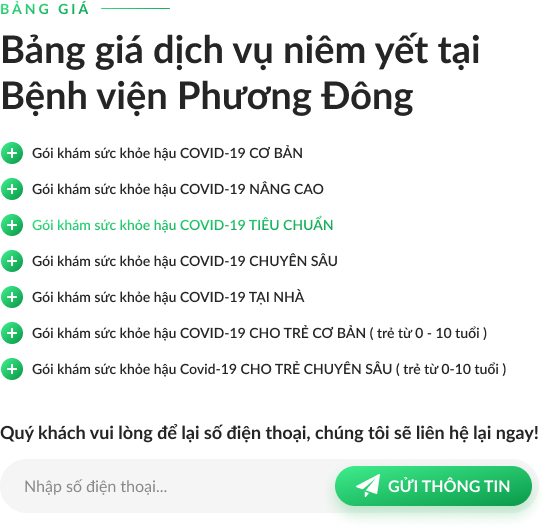 BẢNG GIÁ
Bảng giá dịch vụ niêm yết tại
Bệnh viện Phương Đông
Gói khám sức khỏe hậu COVID-19 CƠ BẢN
Gói khám sức khỏe hậu COVID-19 NÂNG CAO
Gói khám sức khỏe hậu COVID-19 TIÊU CHUẨN
Gói khám sức khỏe hậu COVID-19 CHUYÊN SÂU
Gói khám sức khỏe hậu COVID-19 TẠI NHÀ
Gói khám sức khỏe hậu COVID-19 CHO TRẺ CƠ BẢN ( trẻ từ 0 - 10 tuổi )
Gói khám sức khỏe hậu Covid-19 CHO TRẺ CHUYÊN SÂU ( trẻ từ 0-10 tuổi )
Quý khách vui lòng để lại số điện thoại, chúng tôi sẽ liên hệ lại ngay!
Nhập số điện thoại...
GỬI THÔNG TIN